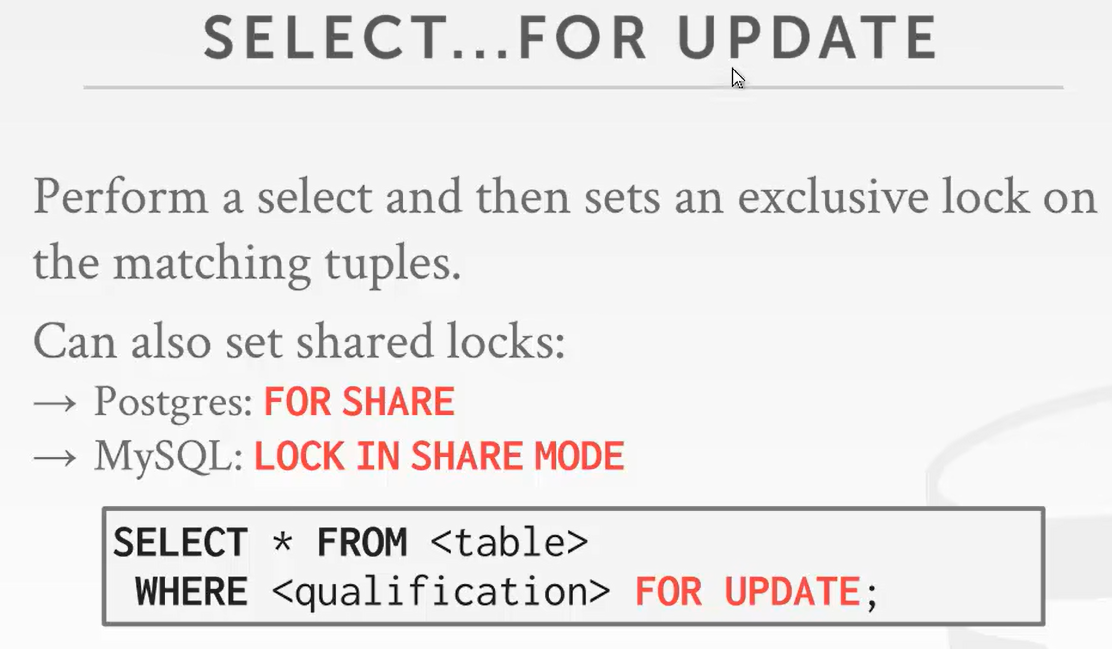 SELECT...FOR UPDATE
Perform a select and then sets an exclusive lock on
the matching tuples.
Can also set shared locks:
→ Postgres: FOR SHARE
→ MySQL: LOCK IN SHARE MODE
SELECT * FROM <table>
WHERE <qualification> FOR UPDATE;